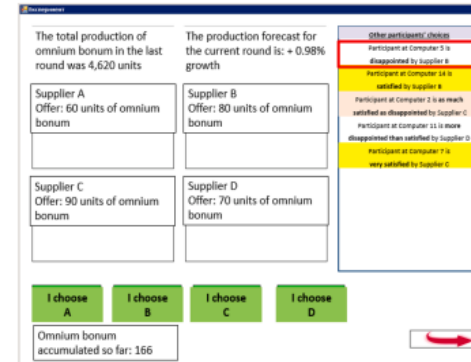 The total production of
omnium bonum in the last
round was 4,620 units
The production forecast for
the current round is: + 0.98%
growth
Supplier A
Offer: 60 units of omnium
bonum
Supplier B
Offer: 80 units of omnium
bonum
Supplier C
Offer: 90 units of omnium
bonum
Supplier D
Offer: 70 units of omnium
bonum
I choose
A
I choose
B
I choose
C
I choose
D
Omnium bonum
accumulated so far: 166
Other participants' choices
Participant at Computer 5 is
disappointed by Supplier B
Participant at Computer 14 is
satisfied by Supplier B
Participant at Computer 2 is as much
satisfied as disappointed by Supplier C
Participant at Computer 11 is more
disappointed than satisfied by Supplier D
Participant at Computer 7 is
very satisfied by Supplier C